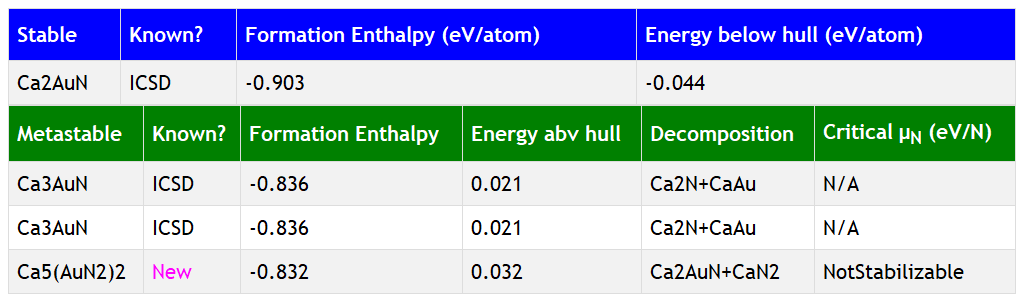 Stable Known? Formation Enthalpy (eV/atom) Energy below hull (eV/atom)
Ca2AuN ICSD -0.903 -0.044
Metastable Known? Formation Enthalpy Energy abv hull Decomposition Critical μN (eV/N)
Ca3AuN ICSD -0.836 0.021 Ca2N+CaAu N/A
Ca3AuN ICSD -0.836 0.021 Ca2N+CaAu N/A
Ca5(AuN2)2 New -0.832 0.032 Ca2AuN+CaN2 NotStabilizable